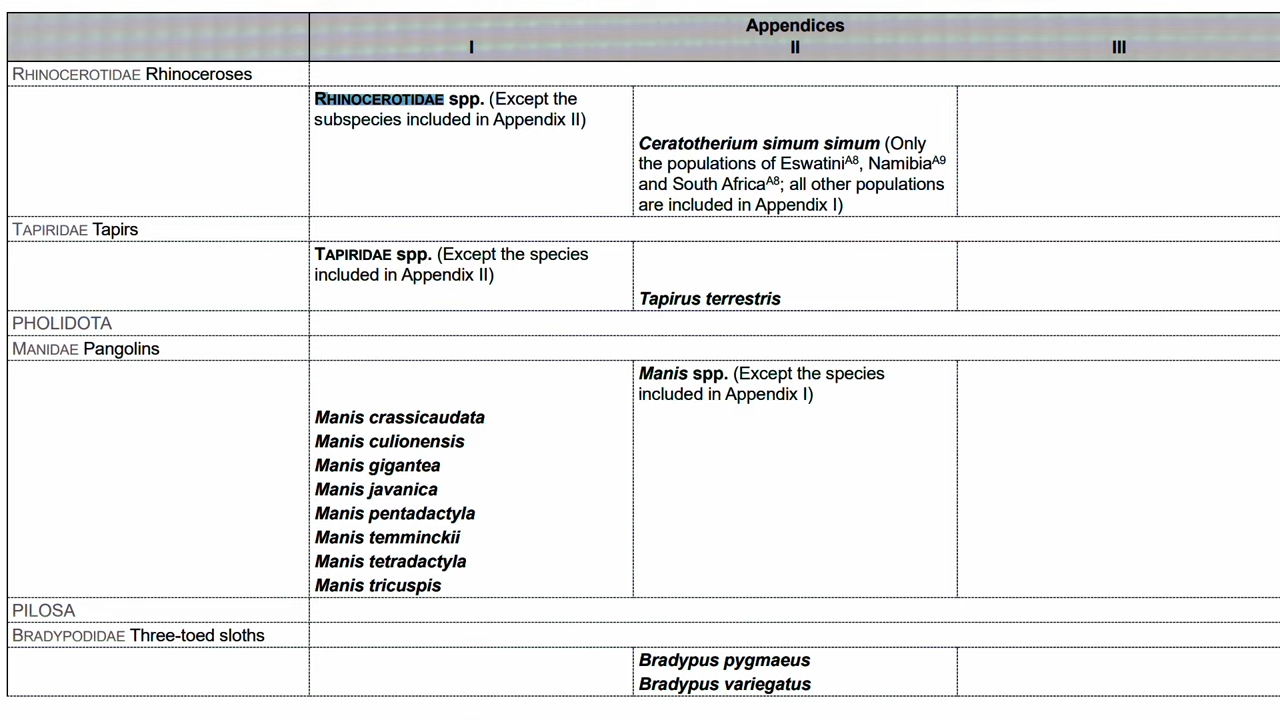 Appendices
I II III
RHINOCEROTIDAE Rhinoceroses
RHINOCEROTIDAE spp. (Except the
subspecies included in Appendix II)
Ceratotherium simum simum (Only
the populations of EswatiniA8, NamibiaA9
and South AfricaA8; all other populations
are included in Appendix I)
TAPIRIDAE Tapirs
TAPIRIDAE spp. (Except the species
included in Appendix II)
Tapirus terrestris
PHOLIDOTA
MANIDAE Pangolins
Manis spp. (Except the species
included in Appendix I)
Manis crassicaudata
Manis culionensis
Manis gigantea
Manis javanica
Manis pentadactyla
Manis temminckii
Manis tetradactyla
Manis tricuspis
PILOSA
BRADYPODIDAE Three-toed sloths
Bradypus pygmaeus
Bradypus variegatus